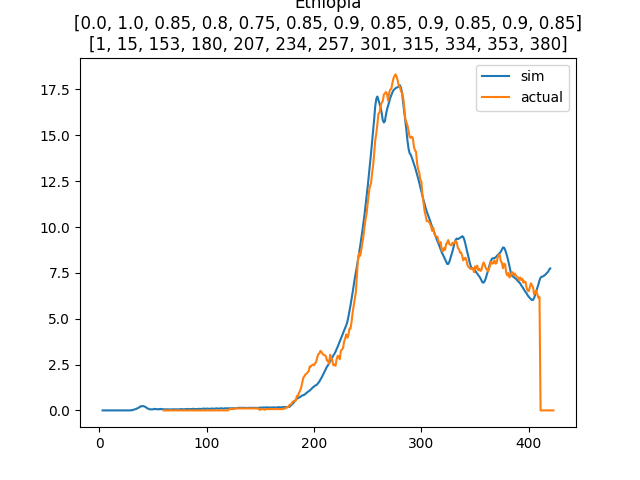 Ethiopia
[0.0, 1.0, 0.85, 0.8, 0.75, 0.85, 0.9, 0.85, 0.9, 0.85, 0.9, 0.85]
[1, 15, 153, 180, 207, 234, 257, 301, 315, 334, 353, 380]
sim
actual
17.5
15.0
12.5
10.0
7.5
5.0
2.5
0.0
0 100 200 300 400